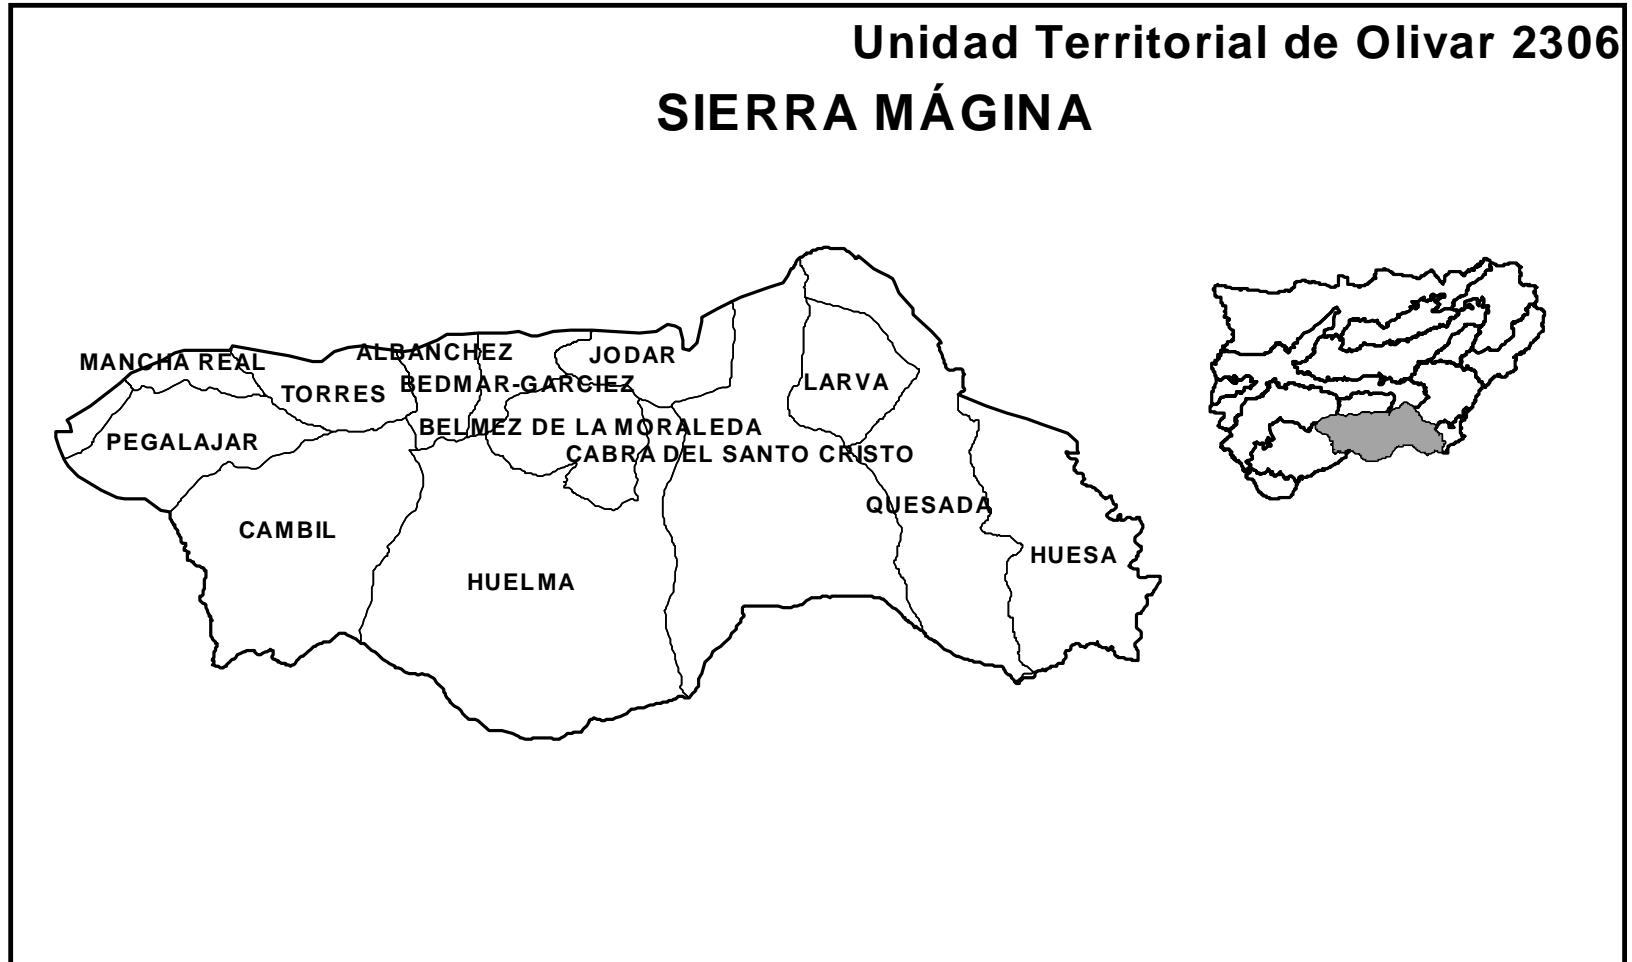 Unidad Territorial de Olivar 2306
SIERRA MÁGINA
MANCHA REAL
ALBANCHEZ
JODAR
BEDMAR-GARCIEZ
TORRES
LARVA
PEGALAJAR
BELMEZ DE LA MORALEDA
CABRA DEL SANTO CRISTO
QUESADA
CAMBIL
HUESA
HUELMA